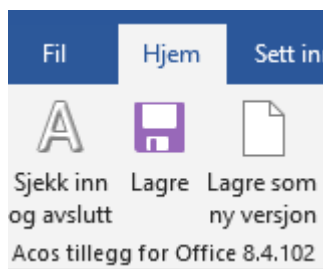 Fil Hjem Sett in
Sjekk inn Lagre Lagre som
og avslutt ny versjon
Acos tillegg for Office 8.4.102